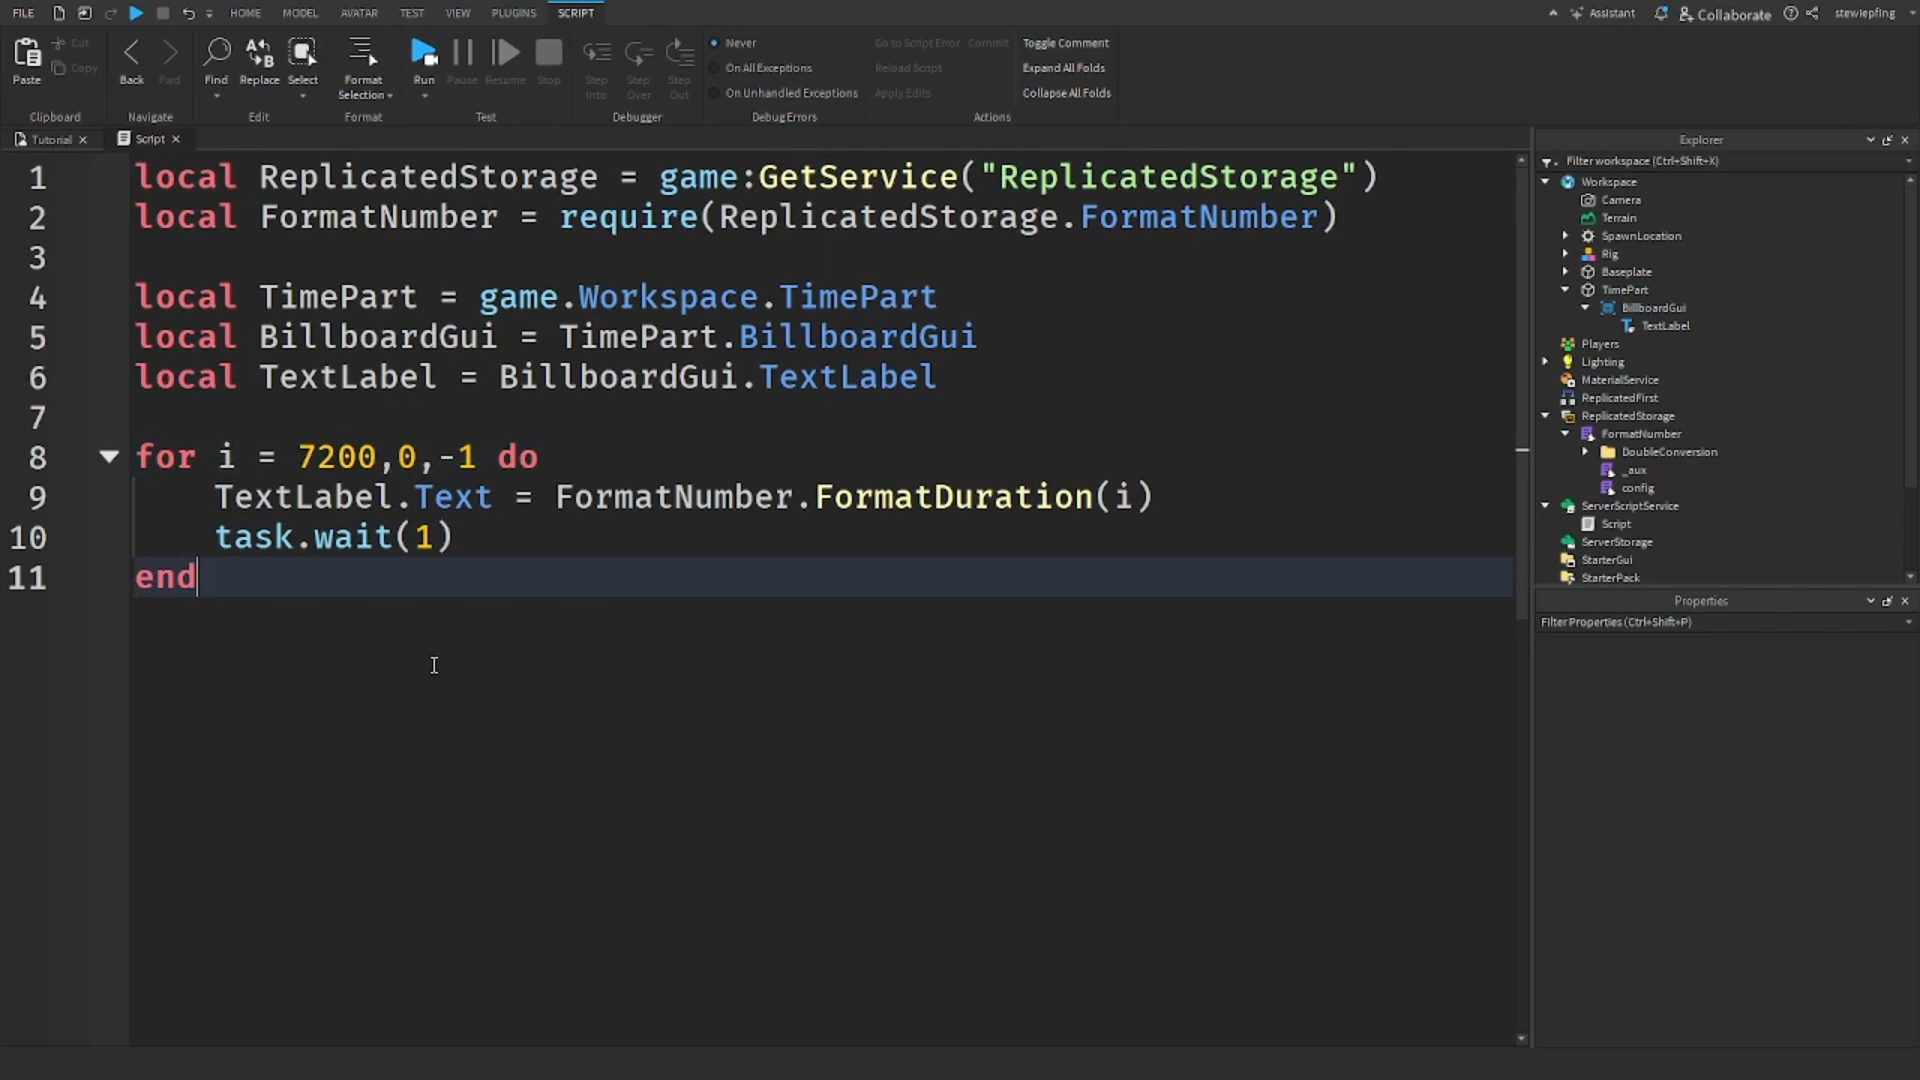 FILE HOME MODEL AVATAR TEST VIEW PLUGINS SCRIPT Assistant Collaborate stewiepfing
Paste Cut Copy Back Fwd Find Replace Select Format Selection Run Pause Resume Stop Step Into Step Over Step Out
Never Go to Script Error Commit Toggle Comment
On All Exceptions Reload Script Expand All Folds
On Unhandled Exceptions Apply Edits Collapse All Folds
Clipboard Navigate Edit Format Test Debugger Debug Errors Actions
Tutorial Script
1 local ReplicatedStorage = game:GetService("ReplicatedStorage")
2 local FormatNumber = require(ReplicatedStorage.FormatNumber)
3
4 local TimePart = game.Workspace.TimePart
5 local BillboardGui = TimePart.BillboardGui
6 local TextLabel = BillboardGui.TextLabel
7
8 for i = 7200,0,-1 do
9 TextLabel.Text = FormatNumber.FormatDuration(i)
10 task.wait(1)
11 end
Explorer
Filter workspace (Ctrl+Shift+X)
Workspace
Camera
Terrain
SpawnLocation
Rig
Baseplate
TimePart
BillboardGui
TextLabel
Players
Lighting
MaterialService
ReplicatedFirst
ReplicatedStorage
FormatNumber
DoubleConversion
_aux
config
ServerScriptService
Script
ServerStorage
StarterGui
StarterPack
Properties
Filter Properties (Ctrl+Shift+P)